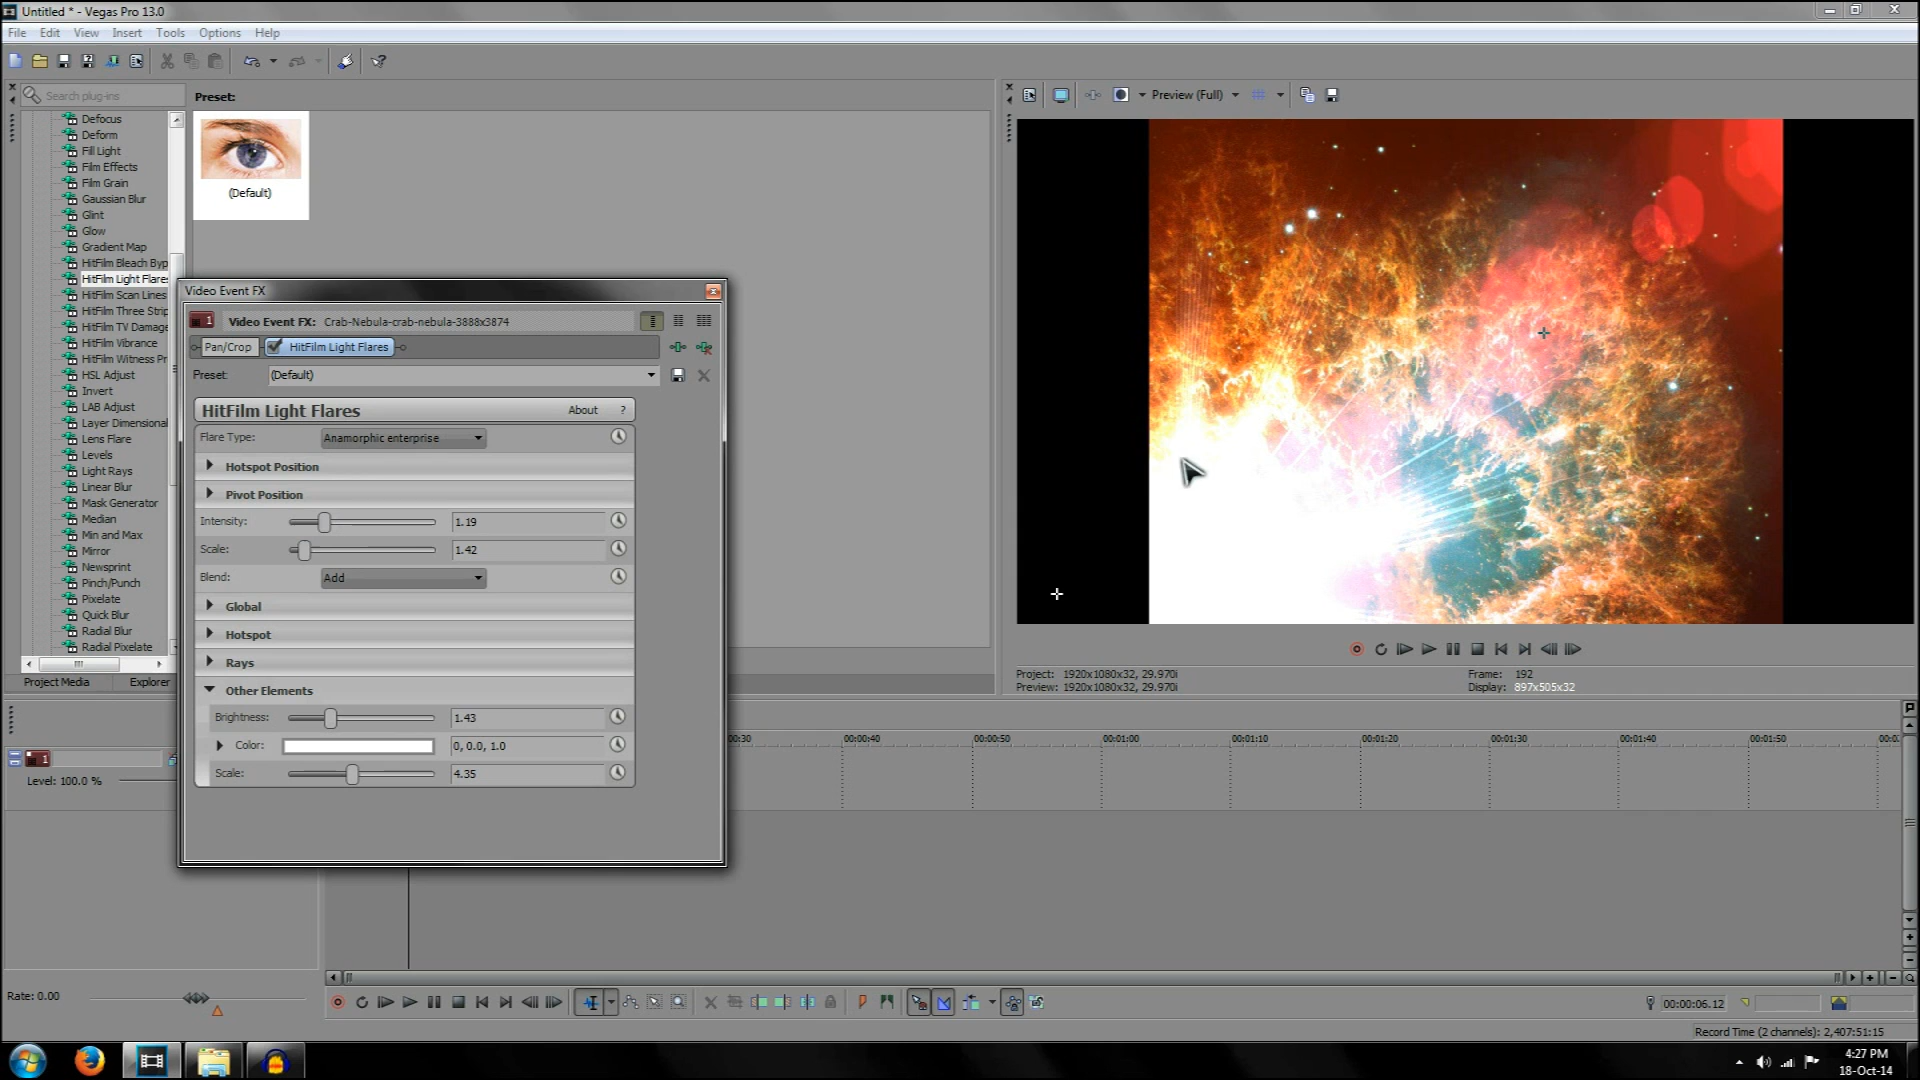 Untitled * - Vegas Pro 13.0
File Edit View Insert Tools Options Help
Search plug-ins
Preset:
(Default)
Preview (Full)
Defocus
Deform
Fill Light
Film Effects
Film Grain
Gaussian Blur
Glint
Glow
Gradient Map
HitFilm Bleach Byp
HitFilm Light Flares
HitFilm Scan Lines
HitFilm Three Strip
HitFilm TV Damage
HitFilm Vibrance
HitFilm Witness Pr
HSL Adjust
Invert
LAB Adjust
Layer Dimensional
Lens Flare
Levels
Light Rays
Linear Blur
Mask Generator
Median
Min and Max
Mirror
Newsprint
Pinch/Punch
Pixelate
Quick Blur
Radial Blur
Radial Pixelate
Project Media Explorer
Video Event FX
1 Video Event FX: Crab-Nebula-crab-nebula-3888x3874
Pan/Crop HitFilm Light Flares
Preset: (Default)
HitFilm Light Flares About ?
Flare Type: Anamorphic enterprise
Hotspot Position
Pivot Position
Intensity: 1.19
Scale: 1.42
Blend: Add
Global
Hotspot
Rays
Other Elements
Brightness: 1.43
Color: 0, 0.0, 1.0
Scale: 4.35
Project: 1920x1080x32, 29.970i
Preview: 1920x1080x32, 29.970i
Frame: 192
Display: 897x505x32
:30 00:00:40 00:00:50 00:01:00 00:01:10 00:01:20 00:01:30 00:01:40 00:01:50 00:0
1
Level: 100.0 %
Rate: 0.00
00:00:06.12
Record Time (2 channels): 2,407:51:15
4:27 PM
18-Oct-14